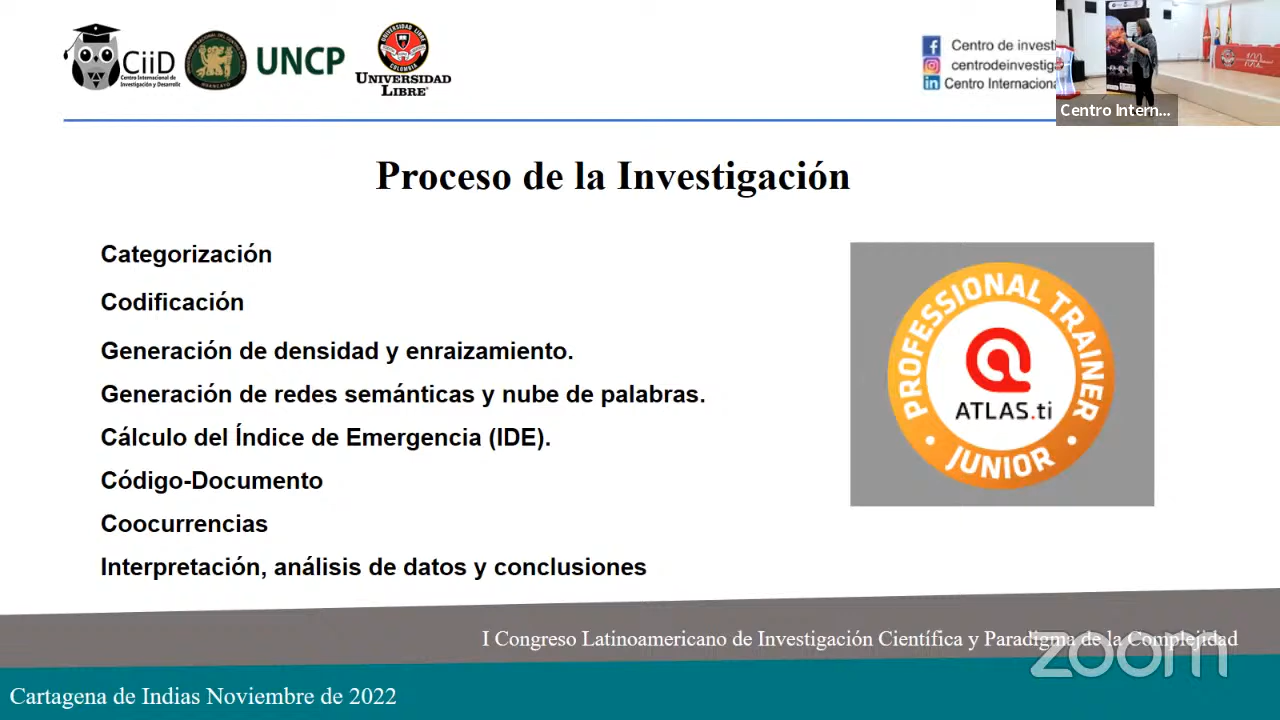 CiiD
Centro Internacional de
Investigación y Desarrollo
UNCP
UNIVERSIDAD LIBRE
COLOMBIA
UNIVERSIDAD
LIBRE
Centro de investi
centrodeinvestig
Centro Internaciona
Centro Intern...
Proceso de la Investigación
Categorización
Codificación
Generación de densidad y enraizamiento.
Generación de redes semánticas y nube de palabras.
Cálculo del Índice de Emergencia (IDE).
Código-Documento
Coocurrencias
Interpretación, análisis de datos y conclusiones
PROFESSIONAL TRAINER
ATLAS.ti
JUNIOR
I Congreso Latinoamericano de Investigación Científica y Paradigma de la Complejidad
zoom
Cartagena de Indias Noviembre de 2022